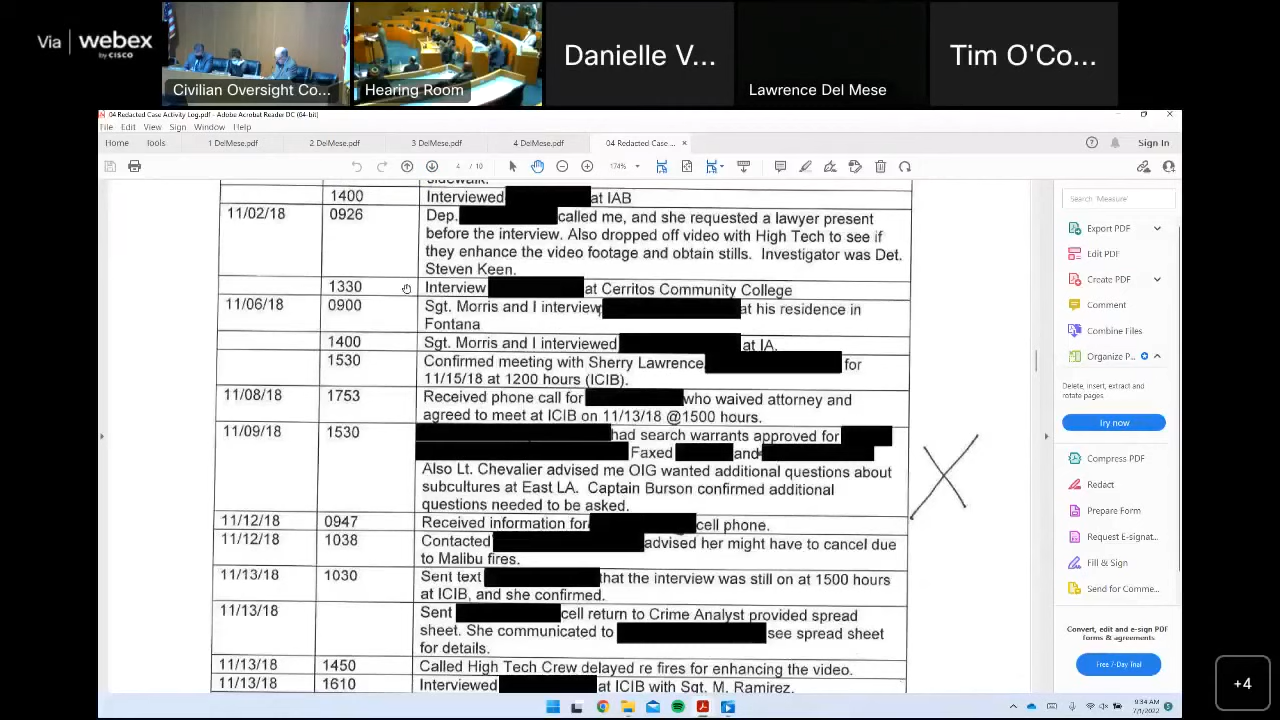 Via webex
by CISCO
Civilian Oversight Co...
Hearing Room
Danielle V...
Lawrence Del Mese
Tim O'Co...
04 Redacted Case Activity Log.pdf - Adobe Acrobat Reader DC (64-bit)
File Edit View Sign Window Help
Home Tools 1 DelMese.pdf 2 DelMese.pdf 3 DelMese.pdf 4 DelMese.pdf 04 Redacted Case ... × Sign In
4 / 10 174%
sidewalk.
1400 Interviewed at IAB
11/02/18 0926 Dep. called me, and she requested a lawyer present
before the interview. Also dropped off video with High Tech to see if
they enhance the video footage and obtain stills. Investigator was Det.
Steven Keen.
1330 Interview at Cerritos Community College
11/06/18 0900 Sgt. Morris and I interview at his residence in
Fontana
1400 Sgt. Morris and I interviewed at IA.
1530 Confirmed meeting with Sherry Lawrence for
11/15/18 at 1200 hours (ICIB).
11/08/18 1753 Received phone call for who waived attorney and
agreed to meet at ICIB on 11/13/18 @1500 hours.
11/09/18 1530 had search warrants approved for
Faxed and
Also Lt. Chevalier advised me OIG wanted additional questions about
subcultures at East LA. Captain Burson confirmed additional
questions needed to be asked.
11/12/18 0947 Received information for cell phone.
11/12/18 1038 Contacted advised her might have to cancel due
to Malibu fires.
11/13/18 1030 Sent text that the interview was still on at 1500 hours
at ICIB, and she confirmed.
11/13/18 Sent cell return to Crime Analyst provided spread
sheet. She communicated to see spread sheet
for details.
11/13/18 1450 Called High Tech Crew delayed re fires for enhancing the video.
11/13/18 1610 Interviewed at ICIB with Sgt. M. Ramirez.
X
Search 'Measure'
Export PDF
Edit PDF
Create PDF
Comment
Combine Files
Organize P...
Delete, insert, extract and
rotate pages
Try now
Compress PDF
Redact
Prepare Form
Request E-signat...
Fill & Sign
Send for Comme...
Convert, edit and e-sign PDF
forms & agreements
Free 7-Day Trial
9:34 AM
7/1/2022
+4